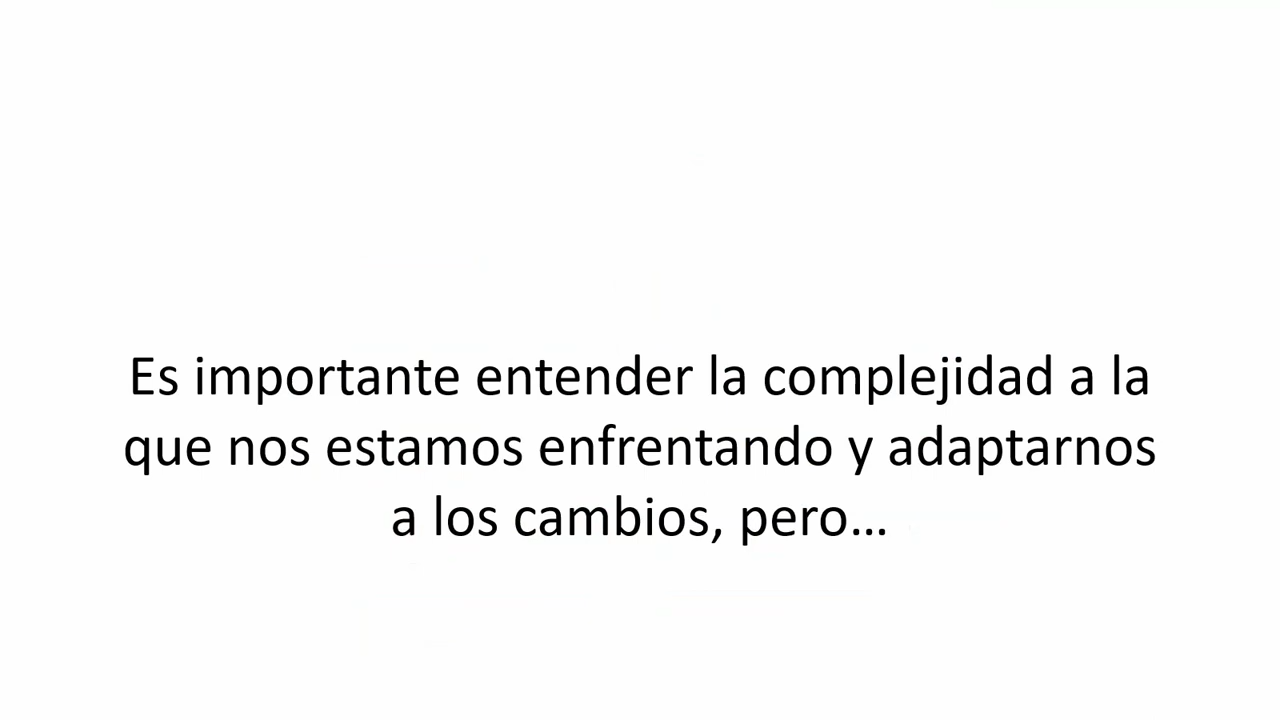 Es importante entender la complejidad a la
que nos estamos enfrentando y adaptarnos
a los cambios, pero…